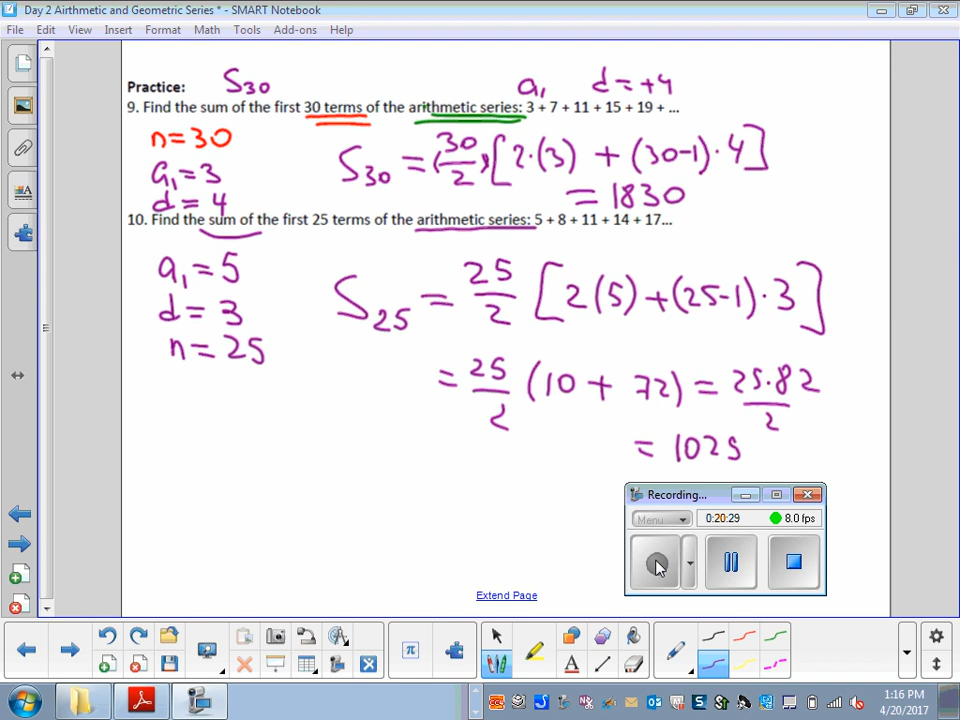 Day 2 Airthmetic and Geometric Series * - SMART Notebook
File Edit View Insert Format Math Tools Add-ons Help
Practice: S30 a1 d = +4
9. Find the sum of the first 30 terms of the arithmetic series: 3 + 7 + 11 + 15 + 19 + ...
n = 30
a1 = 3
d = 4
S30 = (30/2) [2·(3) + (30-1)·4]
= 1830
10. Find the sum of the first 25 terms of the arithmetic series: 5 + 8 + 11 + 14 + 17...
a1 = 5
d = 3
n = 25
S25 = 25/2 [2(5) + (25-1)·3]
= 25/2 (10 + 72) = 25·82/2
= 1025
Recording...
Menu 0:20:29 8.0 fps
Extend Page
1:16 PM
4/20/2017